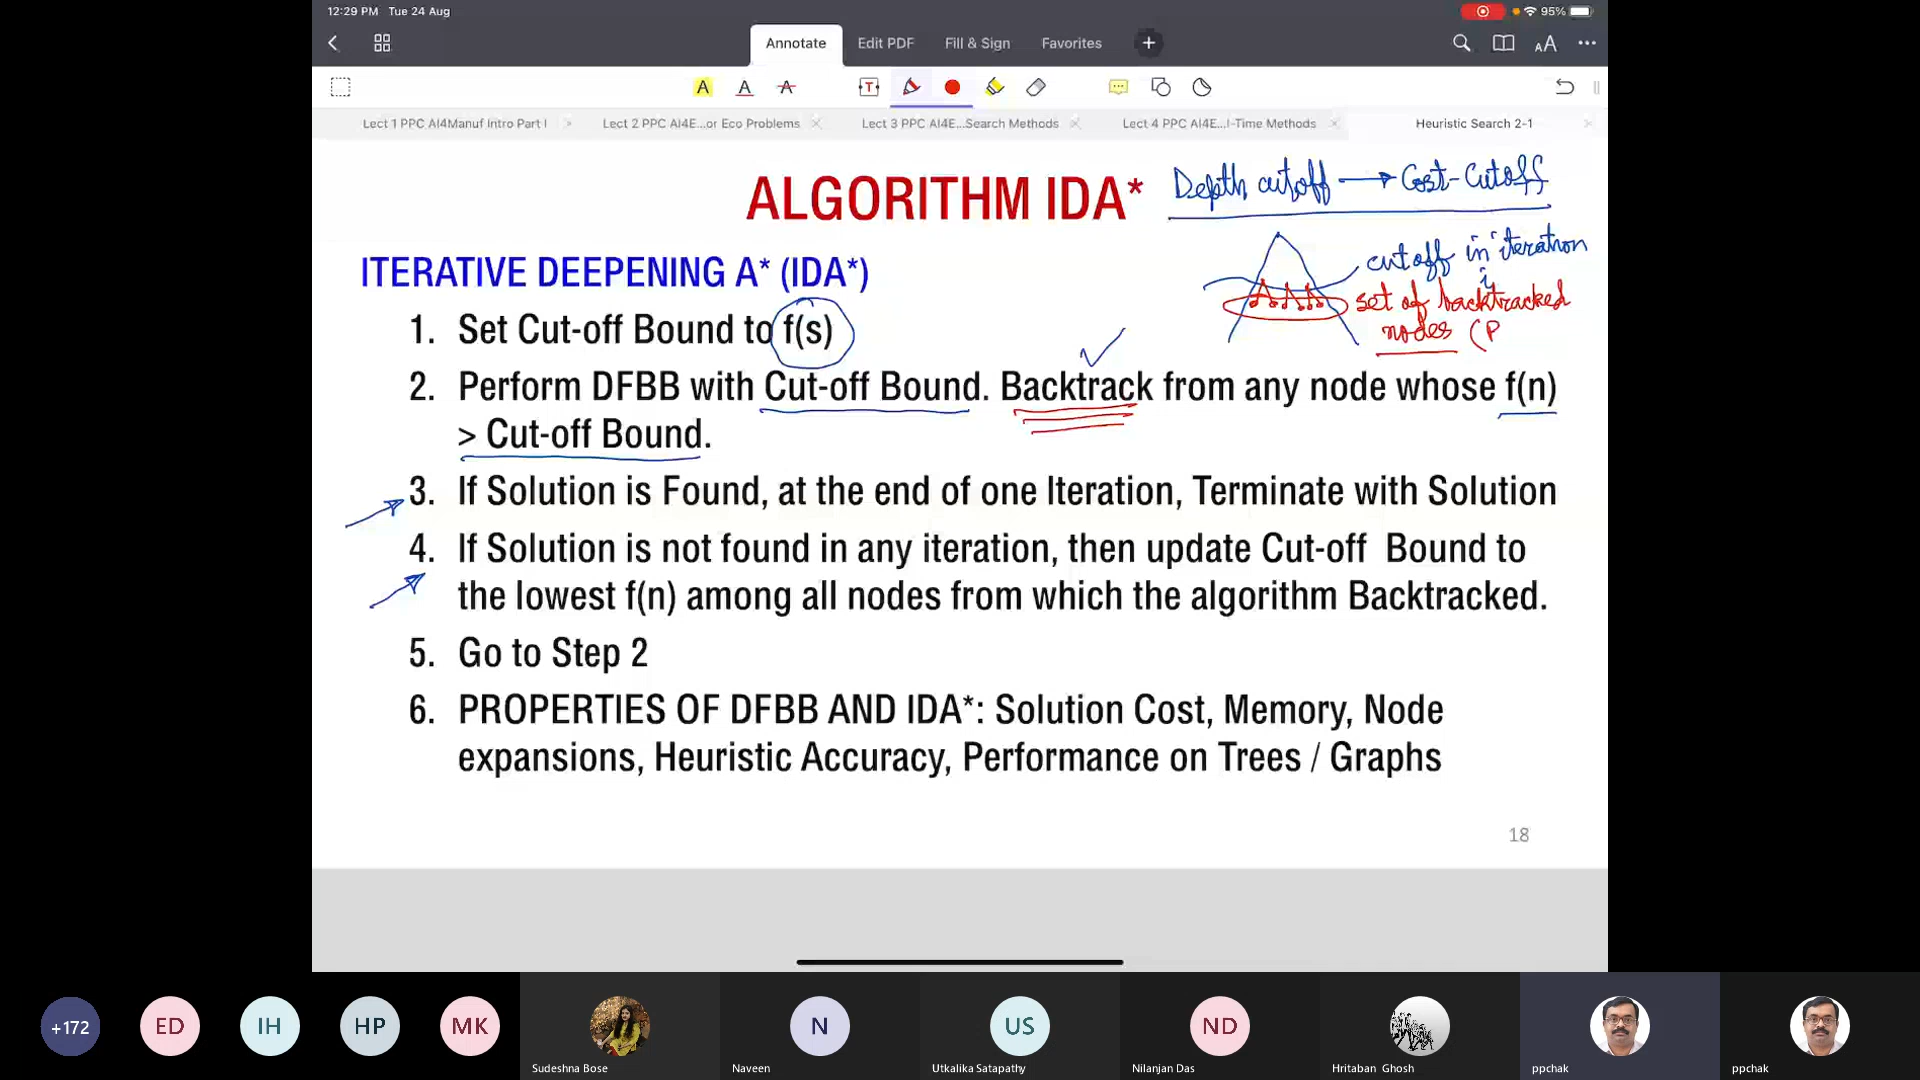 12:29 PM Tue 24 Aug
95%
Annotate Edit PDF Fill & Sign Favorites
Lect 1 PPC AI4Manuf Intro Part I
Lect 2 PPC AI4E...or Eco Problems
Lect 3 PPC AI4E...Search Methods
Lect 4 PPC AI4E...l-Time Methods
Heuristic Search 2-1
ALGORITHM IDA*
Depth cutoff → Cost-Cutoff
ITERATIVE DEEPENING A* (IDA*)
cutoff in iteration
i
set of backtracked
nodes (P
1. Set Cut-off Bound to f(s)
2. Perform DFBB with Cut-off Bound. Backtrack from any node whose f(n)
> Cut-off Bound.
3. If Solution is Found, at the end of one Iteration, Terminate with Solution
4. If Solution is not found in any iteration, then update Cut-off Bound to
the lowest f(n) among all nodes from which the algorithm Backtracked.
5. Go to Step 2
6. PROPERTIES OF DFBB AND IDA*: Solution Cost, Memory, Node
expansions, Heuristic Accuracy, Performance on Trees / Graphs
18
+172 ED IH HP MK N US ND
Sudeshna Bose Naveen Utkalika Satapathy Nilanjan Das Hritaban Ghosh ppchak ppchak